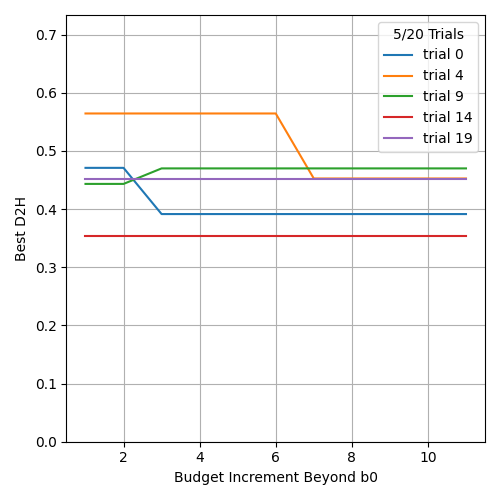 5/20 Trials
trial 0
trial 4
trial 9
trial 14
trial 19
0.7
0.6
0.5
0.4
0.3
0.2
0.1
0.0
Best D2H
2 4 6 8 10
Budget Increment Beyond b0